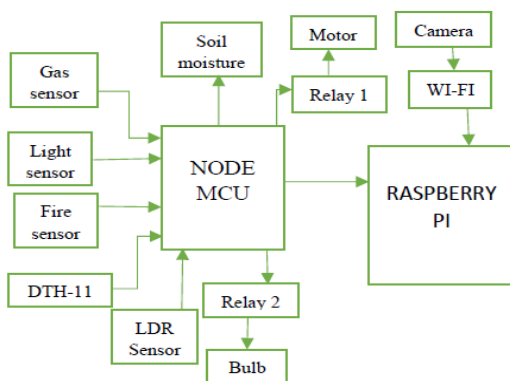 Soil
moisture
Motor
Camera
Gas
sensor
Relay 1
WI-FI
Light
sensor
NODE
MCU
RASPBERRY
PI
Fire
sensor
DTH-11
LDR
Sensor
Relay 2
Bulb